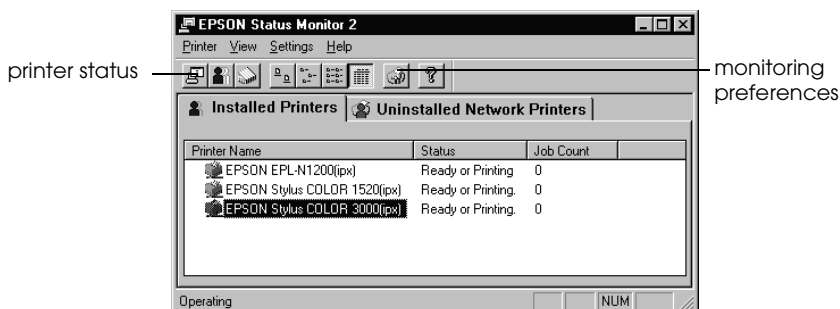 EPSON Status Monitor 2
Printer View Settings Help
printer status
monitoring
preferences
Installed Printers Uninstalled Network Printers
Printer Name Status Job Count
EPSON EPL-N1200(ipx) Ready or Printing 0
EPSON Stylus COLOR 1520(ipx) Ready or Printing. 0
EPSON Stylus COLOR 3000(ipx) Ready or Printing. 0
Operating NUM